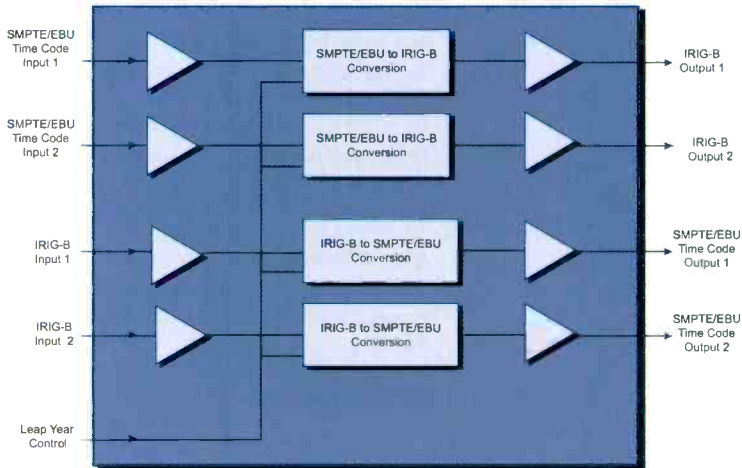 SMPTE/EBU
Time Code
Input 1
SMPTE/EBU to IRIG-B
Conversion
IRIG-B
Output 1
SMPTE/EBU
Time Code
Input 2
SMPTE/EBU to IRIG-B
Conversion
IRIG-B
Output 2
IRIG-B
Input 1
IRIG-B to SMPTE/EBU
Conversion
SMPTE/EBU
Time Code
Output 1
IRIG-B
Input 2
IRIG-B to SMPTE/EBU
Conversion
SMPTE/EBU
Time Code
Output 2
Leap Year
Control